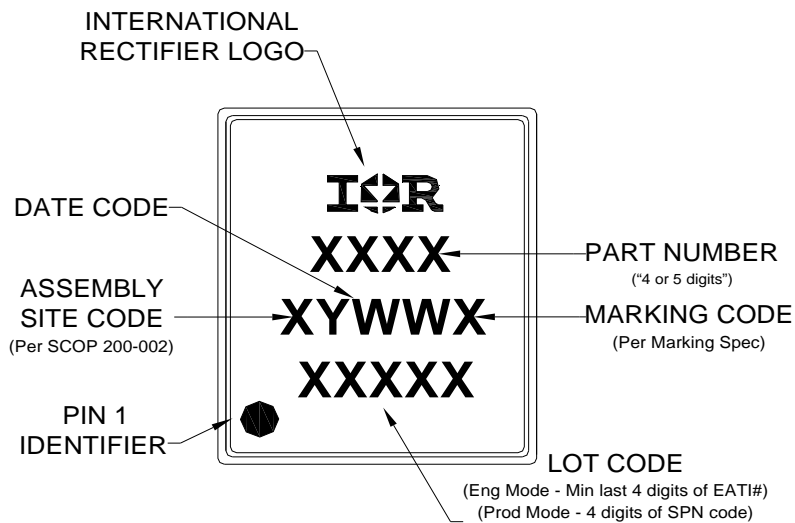 INTERNATIONAL
RECTIFIER LOGO
IOR
DATE CODE
XXXX
PART NUMBER
(“4 or 5 digits”)
ASSEMBLY
SITE CODE
(Per SCOP 200-002)
XYWWX
MARKING CODE
(Per Marking Spec)
XXXXX
PIN 1
IDENTIFIER
LOT CODE
(Eng Mode - Min last 4 digits of EATI#)
(Prod Mode - 4 digits of SPN code)